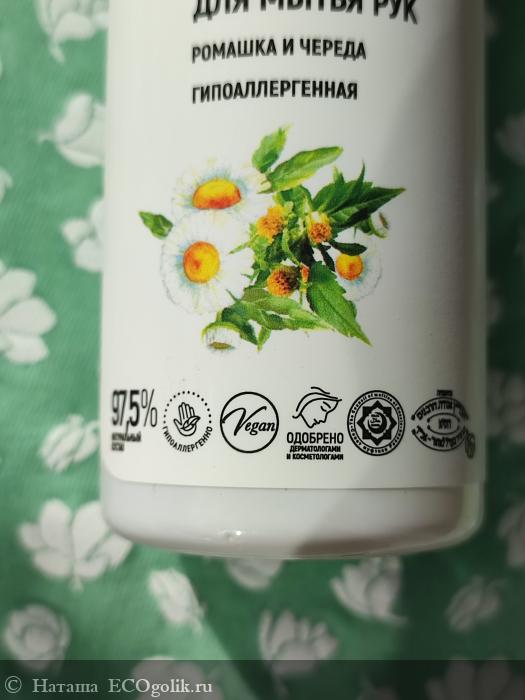 ДЛЯ МЫТЬЯ РУК
РОМАШКА И ЧЕРЕДА
ГИПОАЛЛЕРГЕННАЯ
97,5%
НАТУРАЛЬНЫЙ
СОСТАВ
ГИПОАЛЛЕРГЕННО
Vegan
ОДОБРЕНО
ДЕРМАТОЛОГАМИ
И КОСМЕТОЛОГАМИ
© Наташа ECOgolik.ru